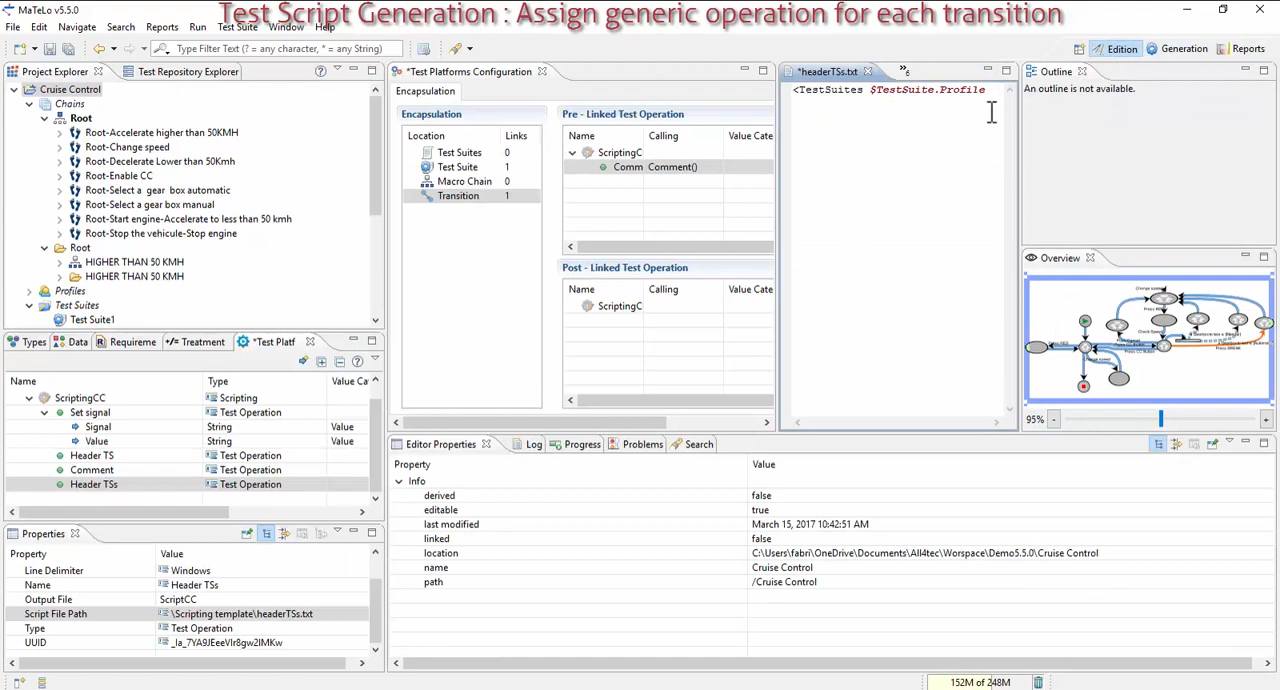 MaTeLo v5.5.0
Test Script Generation : Assign generic operation for each transition
File Edit Navigate Search Reports Run Test Suite Window Help
Type Filter Text (? = any character, * = any String)
Edition Generation Reports
Project Explorer Test Repository Explorer
Cruise Control
Chains
Root
Root-Accelerate higher than 50KMH
Root-Change speed
Root-Decelerate Lower than 50Kmh
Root-Enable CC
Root-Select a gear box automatic
Root-Select a gear box manual
Root-Start engine-Accelerate to less than 50 kmh
Root-Stop the vehicule-Stop engine
Root
HIGHER THAN 50 KMH
HIGHER THAN 50 KMH
Profiles
Test Suites
Test Suite1
*Test Platforms Configuration
Encapsulation
Encapsulation
Location Links
Test Suites 0
Test Suite 1
Macro Chain 0
Transition 1
Pre - Linked Test Operation
Name Calling Value Cate
ScriptingC
Comm Comment()
Post - Linked Test Operation
Name Calling Value Cate
ScriptingC
*headerTSs.txt
»6
<TestSuites $TestSuite.Profile
Outline
An outline is not available.
Overview
95%
Types Data Requireme Treatment *Test Platf
Name Type Value Ca
ScriptingCC Scripting
Set signal Test Operation
Signal String Value
Value String Value
Header TS Test Operation
Comment Test Operation
Header TSs Test Operation
Properties
Property Value
Line Delimiter Windows
Name Header TSs
Output File ScriptCC
Script File Path \Scripting template\headerTSs.txt
Type Test Operation
Editor Properties Log Progress Problems Search
Property Value
Info
derived false
editable true
last modified March 15, 2017 10:42:51 AM
linked false
location C:\Users\fabri\OneDrive\Documents\All4tec\Worspace\Demo5.5.0\Cruise Control
name Cruise Control
path /Cruise Control
UUID
152M of 248M